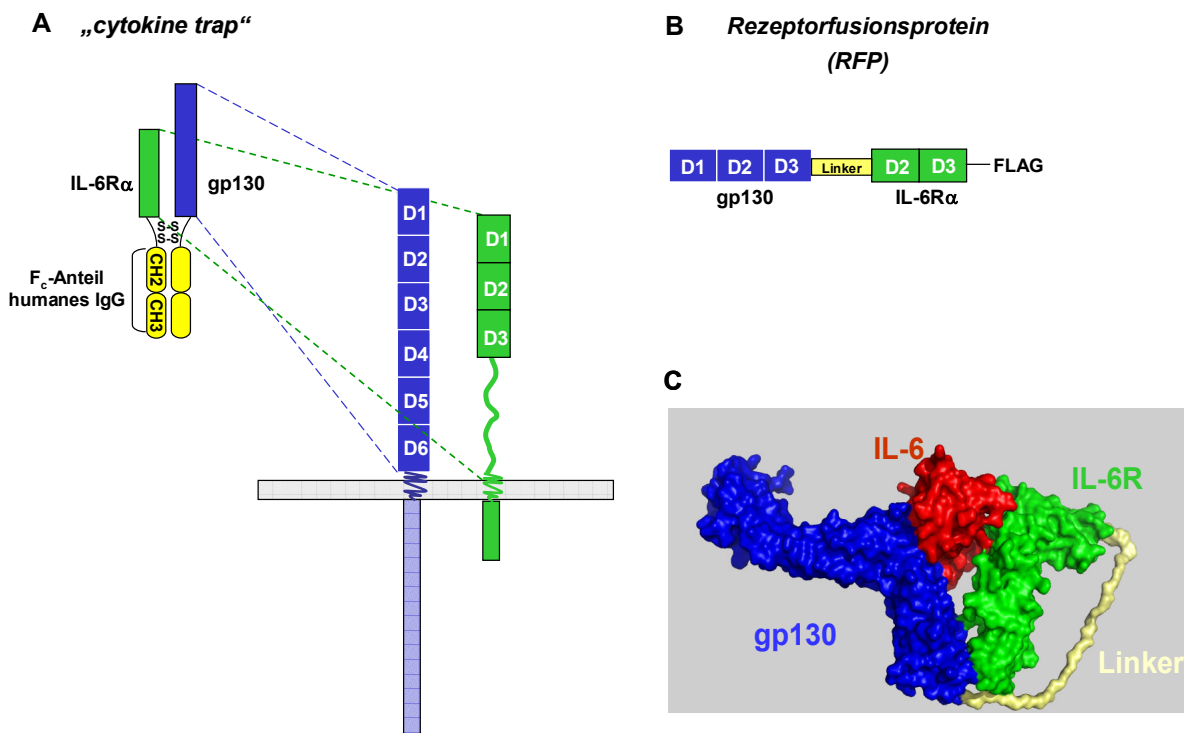 A „cytokine trap“
IL-6Rα
gp130
S-S
S-S
CH2
CH3
Fc-Anteil
humanes IgG
D1
D2
D3
D4
D5
D6
D1
D2
D3
B Rezeptorfusionsprotein
(RFP)
D1 D2 D3 Linker D2 D3 FLAG
gp130 IL-6Rα
C
IL-6
IL-6R
gp130
Linker